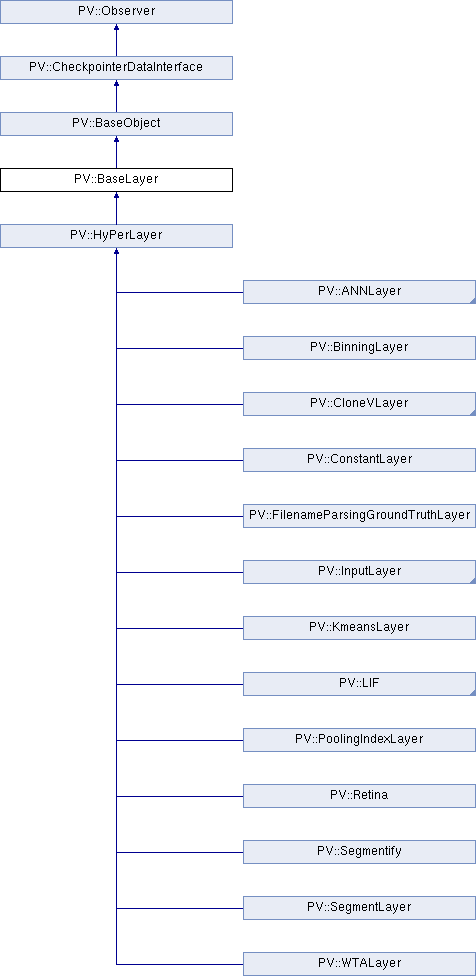 PV::Observer
PV::CheckpointerDataInterface
PV::BaseObject
PV::BaseLayer
PV::HyPerLayer
PV::ANNLayer
PV::BinningLayer
PV::CloneVLayer
PV::ConstantLayer
PV::FilenameParsingGroundTruthLayer
PV::InputLayer
PV::KmeansLayer
PV::LIF
PV::PoolingIndexLayer
PV::Retina
PV::Segmentify
PV::SegmentLayer
PV::WTALayer